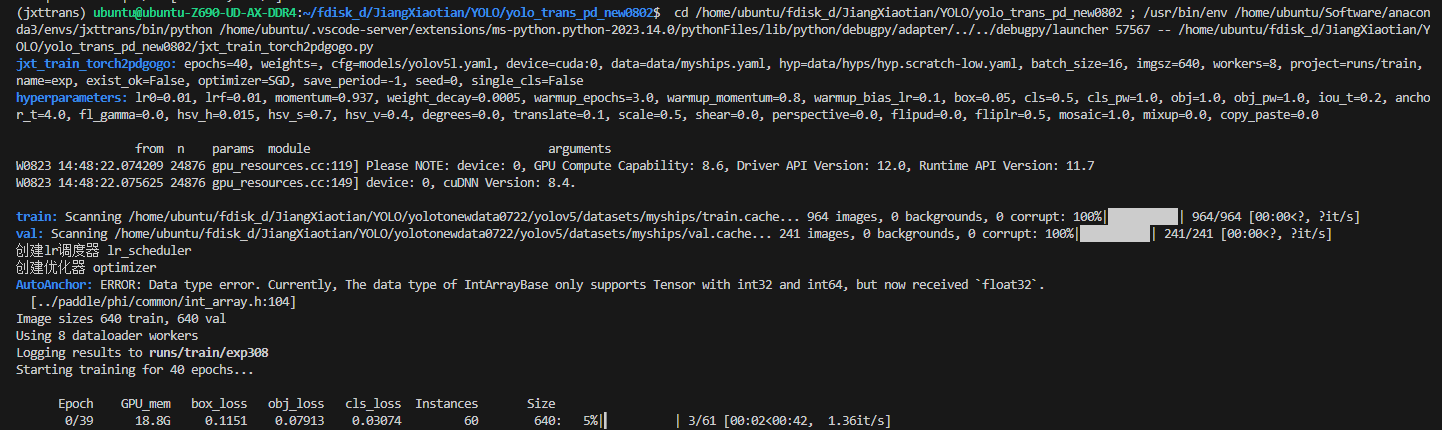 (jxttrans) ubuntu@ubuntu-Z690-UD-AX-DDR4:~/fdisk_d/JiangXiaotian/YOLO/yolo_trans_pd_new0802$  cd /home/ubuntu/fdisk_d/JiangXiaotian/YOLO/yolo_trans_pd_new0802 ; /usr/bin/env /home/ubuntu/Software/anacon
da3/envs/jxttrans/bin/python /home/ubuntu/.vscode-server/extensions/ms-python.python-2023.14.0/pythonFiles/lib/python/debugpy/adapter/../../debugpy/launcher 57567 -- /home/ubuntu/fdisk_d/JiangXiaotian/Y
OLO/yolo_trans_pd_new0802/jxt_train_torch2pdgogo.py
jxt_train_torch2pdgogo: epochs=40, weights=, cfg=models/yolov5l.yaml, device=cuda:0, data=data/myships.yaml, hyp=data/hyps/hyp.scratch-low.yaml, batch_size=16, imgsz=640, workers=8, project=runs/train,
name=exp, exist_ok=False, optimizer=SGD, save_period=-1, seed=0, single_cls=False
hyperparameters: lr0=0.01, lrf=0.01, momentum=0.937, weight_decay=0.0005, warmup_epochs=3.0, warmup_momentum=0.8, warmup_bias_lr=0.1, box=0.05, cls=0.5, cls_pw=1.0, obj=1.0, obj_pw=1.0, iou_t=0.2, ancho
r_t=4.0, fl_gamma=0.0, hsv_h=0.015, hsv_s=0.7, hsv_v=0.4, degrees=0.0, translate=0.1, scale=0.5, shear=0.0, perspective=0.0, flipud=0.0, fliplr=0.5, mosaic=1.0, mixup=0.0, copy_paste=0.0
from  n    params  module                                  arguments
W0823 14:48:22.074209 24876 gpu_resources.cc:119] Please NOTE: device: 0, GPU Compute Capability: 8.6, Driver API Version: 12.0, Runtime API Version: 11.7
W0823 14:48:22.075625 24876 gpu_resources.cc:149] device: 0, cuDNN Version: 8.4.
train: Scanning /home/ubuntu/fdisk_d/JiangXiaotian/YOLO/yolotonewdata0722/yolov5/datasets/myships/train.cache... 964 images, 0 backgrounds, 0 corrupt: 100%|██████████| 964/964 [00:00<?, ?it/s]
val: Scanning /home/ubuntu/fdisk_d/JiangXiaotian/YOLO/yolotonewdata0722/yolov5/datasets/myships/val.cache... 241 images, 0 backgrounds, 0 corrupt: 100%|██████████| 241/241 [00:00<?, ?it/s]
创建lr调度器 lr_scheduler
创建优化器 optimizer
AutoAnchor: ERROR: Data type error. Currently, The data type of IntArrayBase only supports Tensor with int32 and int64, but now received `float32`.
[../paddle/phi/common/int_array.h:104]
Image sizes 640 train, 640 val
Using 8 dataloader workers
Logging results to runs/train/exp308
Starting training for 40 epochs...
Epoch    GPU_mem   box_loss   obj_loss   cls_loss  Instances       Size
0/39      18.8G     0.1151    0.07913    0.03074         60        640:   5%|▌         | 3/61 [00:02<00:42,  1.36it/s]